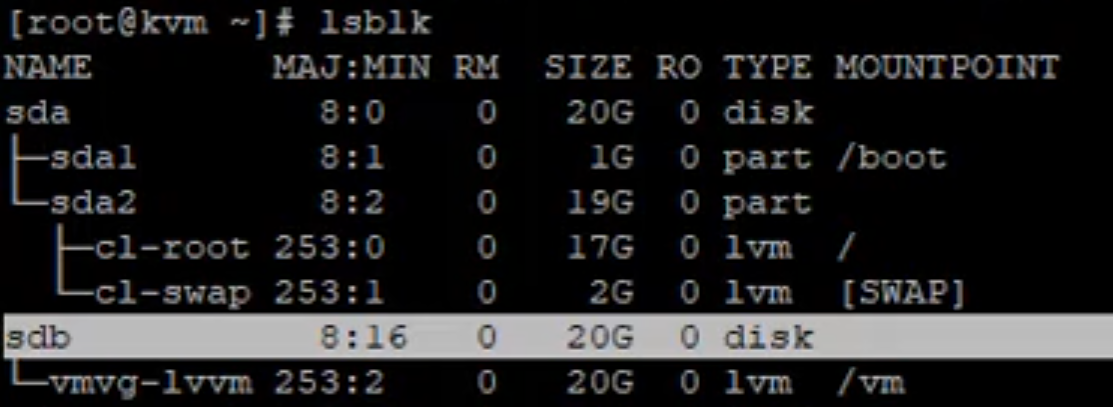 [root@kvm ~]# lsblk
NAME MAJ:MIN RM SIZE RO TYPE MOUNTPOINT
sda 8:0 0 20G 0 disk
├─sda1 8:1 0 1G 0 part /boot
└─sda2 8:2 0 19G 0 part
├─cl-root 253:0 0 17G 0 lvm /
└─cl-swap 253:1 0 2G 0 lvm [SWAP]
sdb 8:16 0 20G 0 disk
└─vmvg-lvvm 253:2 0 20G 0 lvm /vm